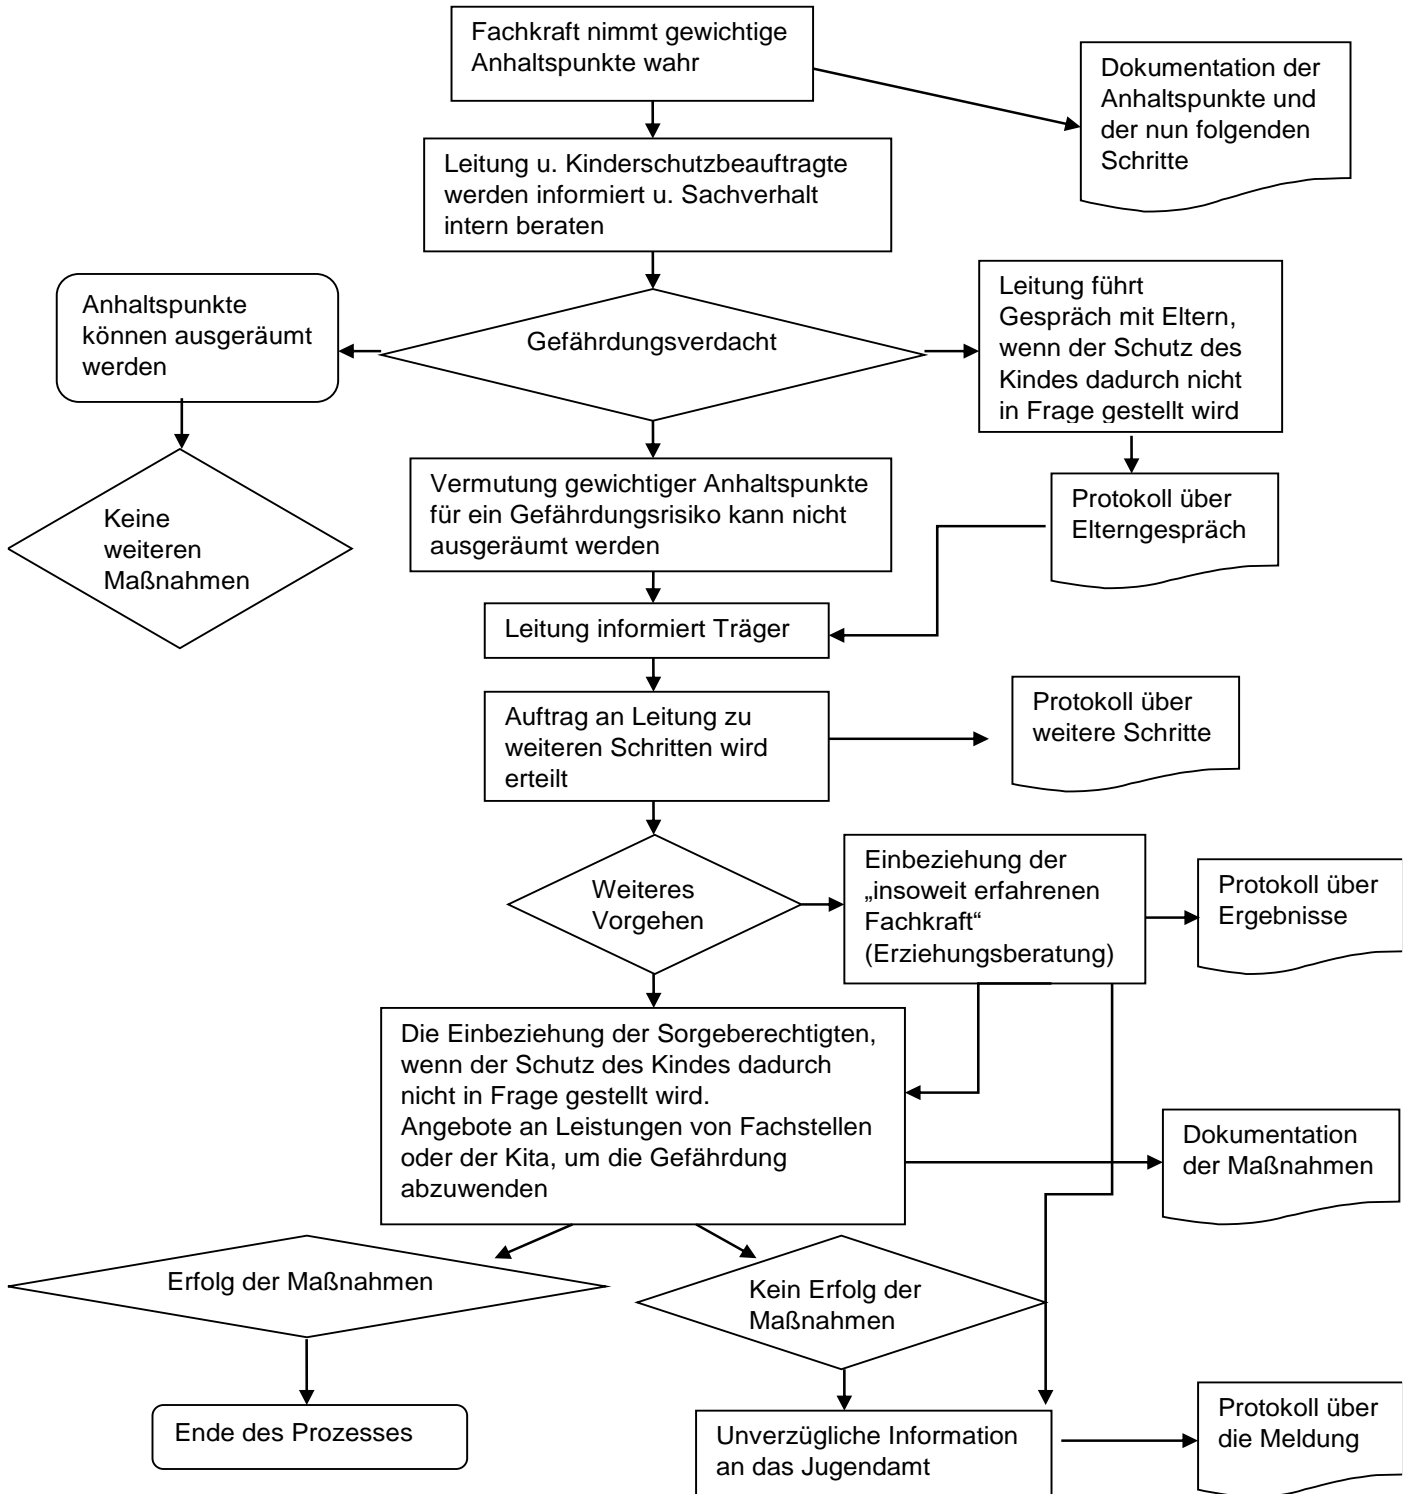 Fachkraft nimmt gewichtige
Anhaltspunkte wahr
Dokumentation der
Anhaltspunkte und
der nun folgenden
Schritte
Leitung u. Kinderschutzbeauftragte
werden informiert u. Sachverhalt
intern beraten
Anhaltspunkte
können ausgeräumt
werden
Gefährdungsverdacht
Leitung führt
Gespräch mit Eltern,
wenn der Schutz des
Kindes dadurch nicht
in Frage gestellt wird
Keine
weiteren
Maßnahmen
Vermutung gewichtiger Anhaltspunkte
für ein Gefährdungsrisiko kann nicht
ausgeräumt werden
Protokoll über
Elterngespräch
Leitung informiert Träger
Auftrag an Leitung zu
weiteren Schritten wird
erteilt
Protokoll über
weitere Schritte
Weiteres
Vorgehen
Einbeziehung der
„insoweit erfahrenen
Fachkraft“
(Erziehungsberatung)
Protokoll über
Ergebnisse
Die Einbeziehung der Sorgeberechtigten,
wenn der Schutz des Kindes dadurch
nicht in Frage gestellt wird.
Angebote an Leistungen von Fachstellen
oder der Kita, um die Gefährdung
abzuwenden
Dokumentation
der Maßnahmen
Erfolg der Maßnahmen
Kein Erfolg der
Maßnahmen
Ende des Prozesses
Unverzügliche Information
an das Jugendamt
Protokoll über
die Meldung